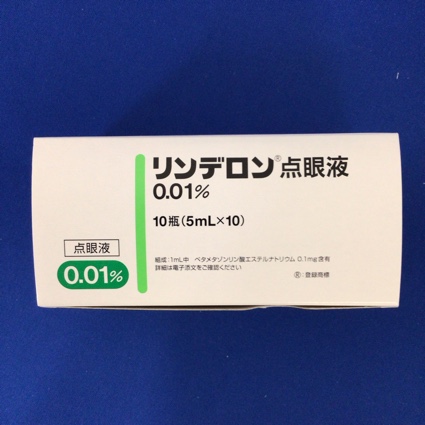 リンデロン®点眼液
0.01%
10瓶(5mL×10)
点眼液
0.01%
組成:1mL中 ベタメタゾンリン酸エステルナトリウム 0.1mg含有
詳細は電子添文をご確認ください
®:登録商標